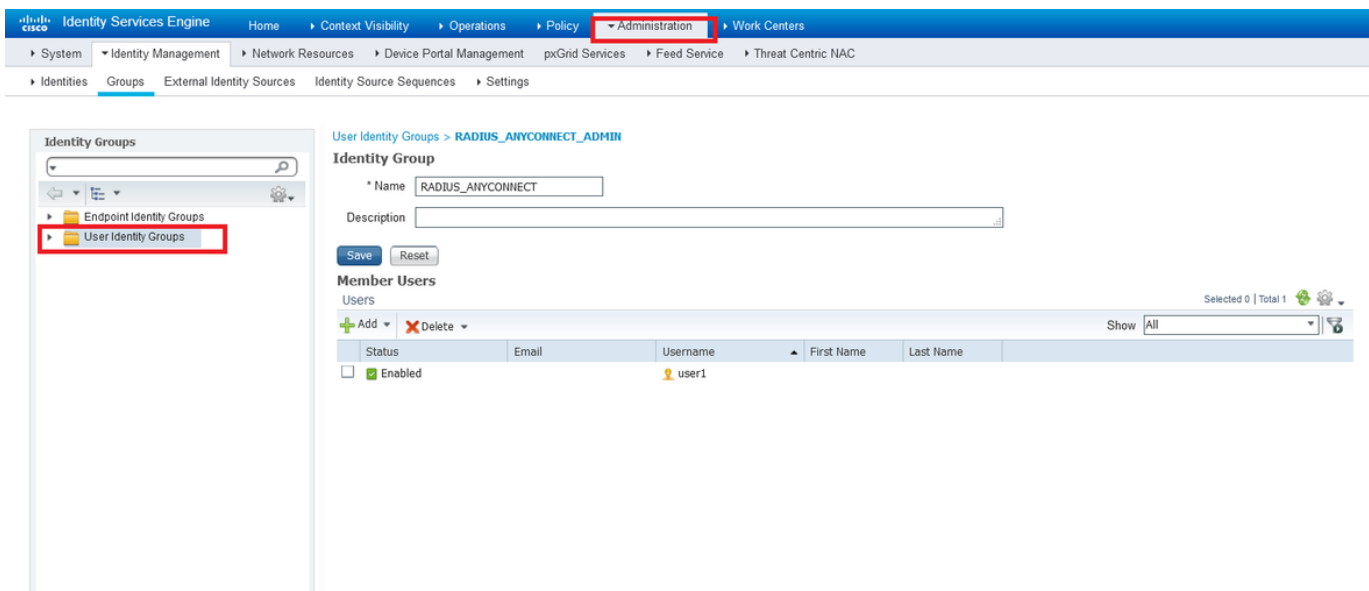 cisco Identity Services Engine Home Context Visibility Operations Policy Administration Work Centers
System Identity Management Network Resources Device Portal Management pxGrid Services Feed Service Threat Centric NAC
Identities Groups External Identity Sources Identity Source Sequences Settings
Identity Groups
Endpoint Identity Groups
User Identity Groups
User Identity Groups > RADIUS_ANYCONNECT_ADMIN
Identity Group
* Name RADIUS_ANYCONNECT
Description
Save Reset
Member Users
Users Selected 0 | Total 1
Add Delete Show All
Status Email Username First Name Last Name
Enabled user1